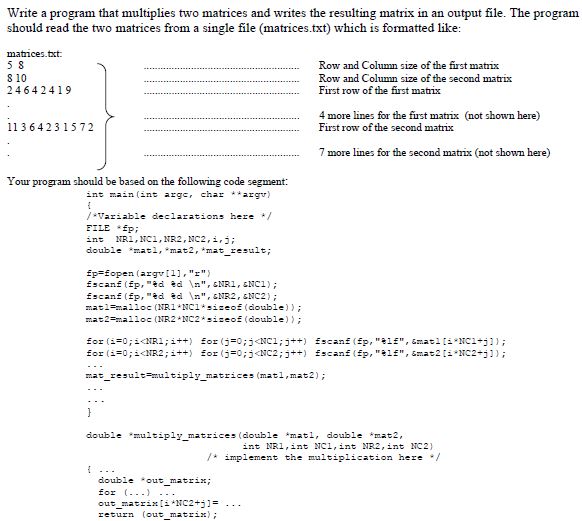 Write a program that multiplies two matrices and writes the resulting matrix in an output file. The program
should read the two matrices from a single file (matrices.txt) which is formatted like:
matrices.txt:
5 8 ........................................ Row and Column size of the first matrix
8 10 ........................................ Row and Column size of the second matrix
2 4 6 4 2 4 1 9 ........................................ First row of the first matrix
.
. ........................................ 4 more lines for the first matrix (not shown here)
1 1 3 6 4 2 3 1 5 7 2 ........................................ First row of the second matrix
.
. ........................................ 7 more lines for the second matrix (not shown here)
Your program should be based on the following code segment:
int main(int argc, char **argv)
{
/*Variable declarations here */
FILE *fp;
int NR1,NC1,NR2,NC2,i,j;
double *mat1,*mat2,*mat_result;
fp=fopen(argv[1],"r")
fscanf(fp,"%d %d \n",&NR1,&NC1);
fscanf(fp,"%d %d \n",&NR2,&NC2);
mat1=malloc(NR1*NC1*sizeof(double));
mat2=malloc(NR2*NC2*sizeof(double));
for(i=0;i<NR1;i++) for(j=0;j<NC1;j++) fscanf(fp,"%lf",&mat1[i*NC1+j]);
for(i=0;i<NR2;i++) for(j=0;j<NC2;j++) fscanf(fp,"%lf",&mat2[i*NC2+j]);
...
mat_result=multiply_matrices(mat1,mat2);
...
...
}
double *multiply_matrices(double *mat1, double *mat2,
int NR1,int NC1,int NR2,int NC2)
/* implement the multiplication here */
{ ...
double *out_matrix;
for (...) ...
out_matrix[i*NC2+j]= ...
return (out_matrix);